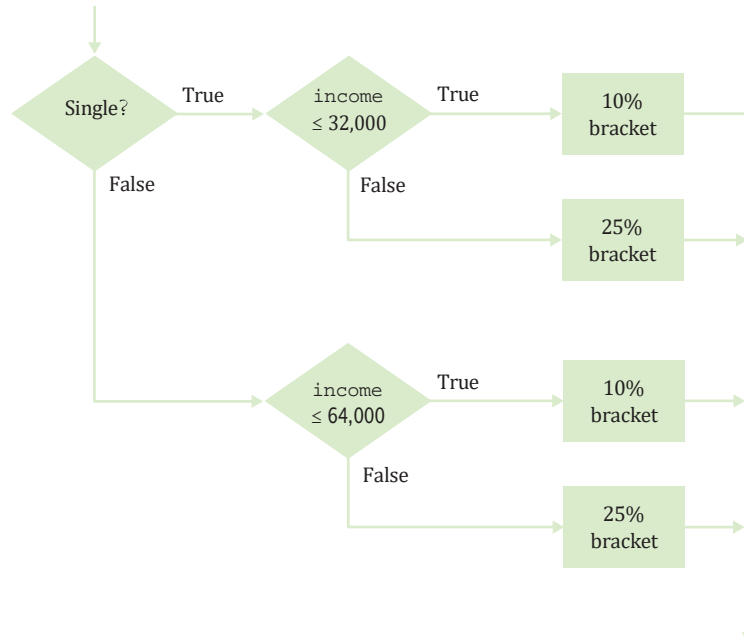 Single?
True
income
≤ 32,000
True
10%
bracket
False
False
25%
bracket
income
≤ 64,000
True
10%
bracket
False
25%
bracket